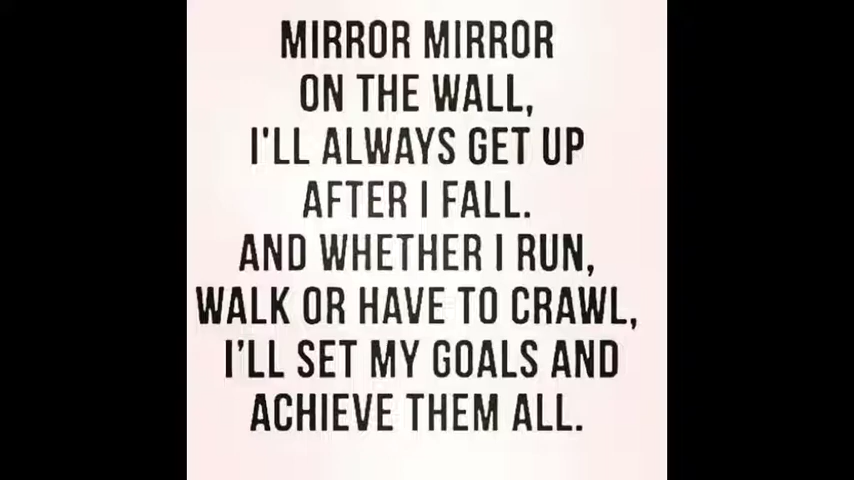 MIRROR MIRROR
ON THE WALL,
I'LL ALWAYS GET UP
AFTER I FALL.
AND WHETHER I RUN,
WALK OR HAVE TO CRAWL,
I’LL SET MY GOALS AND
ACHIEVE THEM ALL.